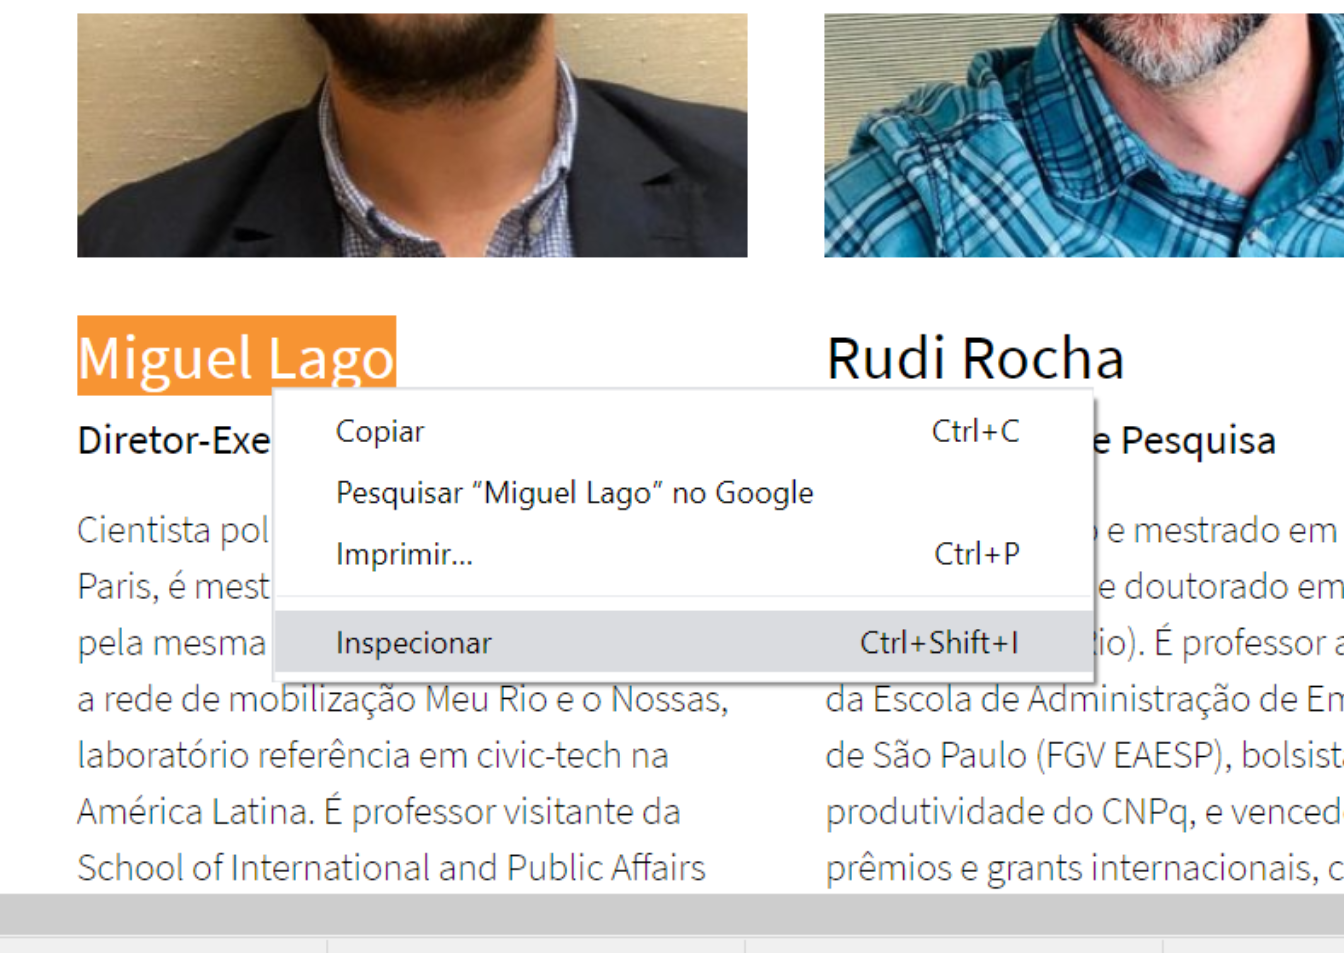 Miguel Lago
Diretor-Exe
Cientista pol
Paris, é mest
pela mesma
a rede de mobilização Meu Rio e o Nossas,
laboratório referência em civic-tech na
América Latina. É professor visitante da
School of International and Public Affairs
Copiar Ctrl+C
Pesquisar “Miguel Lago” no Google
Imprimir... Ctrl+P
Inspecionar Ctrl+Shift+I
Rudi Rocha
e Pesquisa
e mestrado em
e doutorado em
io). É professor a
da Escola de Administração de Em
de São Paulo (FGV EAESP), bolsista
produtividade do CNPq, e venced
prêmios e grants internacionais, c